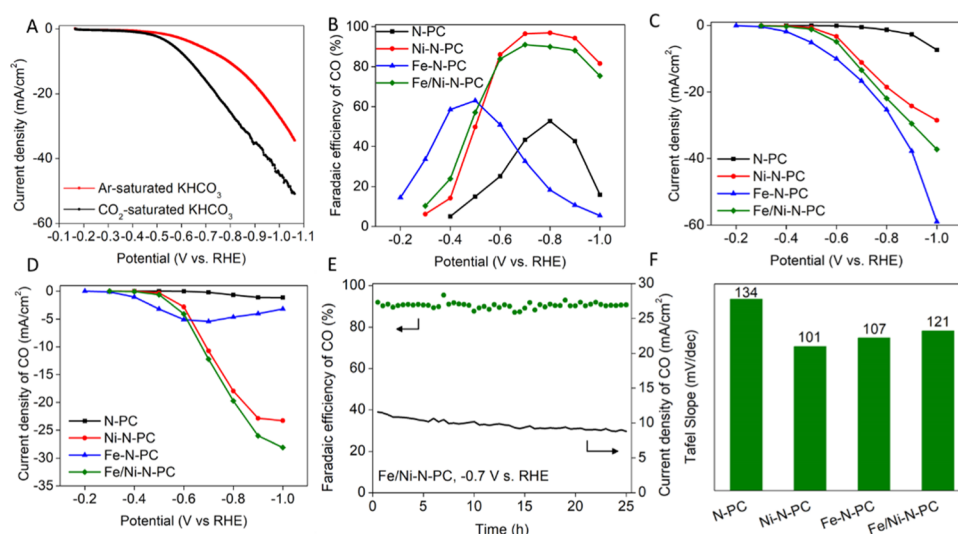 A
Current density (mA/cm²)
0
-20
-40
-60
Ar-saturated KHCO₃
CO₂-saturated KHCO₃
-0.1 -0.1 -0.2 -0.3 -0.4 -0.5 -0.6 -0.7 -0.8 -0.9 -1.0 -1.1
Potential (V vs. RHE)
B
Faradaic efficiency of CO (%)
100
80
60
40
20
0
N-PC
Ni-N-PC
Fe-N-PC
Fe/Ni-N-PC
-0.2 -0.4 -0.6 -0.8 -1.0
Potential (V vs RHE)
C
Current density (mA/cm²)
0
-20
-40
-60
N-PC
Ni-N-PC
Fe-N-PC
Fe/Ni-N-PC
-0.2 -0.4 -0.6 -0.8 -1.0
Potential (V vs. RHE)
D
Current density of CO (mA/cm²)
0
-5
-10
-15
-20
-25
-30
-35
N-PC
Ni-N-PC
Fe-N-PC
Fe/Ni-N-PC
-0.2 -0.4 -0.6 -0.8 -1.0
Potential (V vs RHE)
E
Faradaic efficiency of CO (%)
100
80
60
40
20
0
Fe/Ni-N-PC, -0.7 V s. RHE
30
25
20
15
10
5
0
Current density of CO (mA/cm²)
0 5 10 15 20 25
Time (h)
F
Tafel Slope (mV/dec)
134
101
107
121
N-PC
Ni-N-PC
Fe-N-PC
Fe/Ni-N-PC